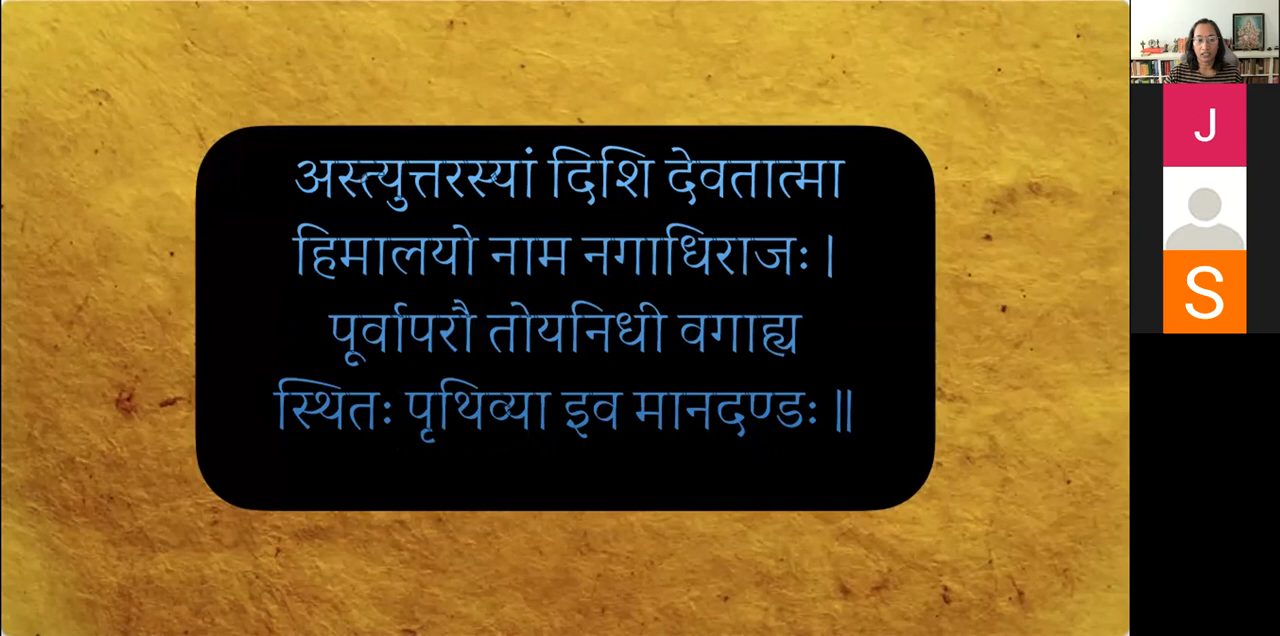 अस्त्युत्तरस्यां दिशि देवतात्मा
हिमालयो नाम नगाधिराजः ।
पूर्वापरौ तोयनिधी वगाह्य
स्थितः पृथिव्या इव मानदण्डः ॥
J
S